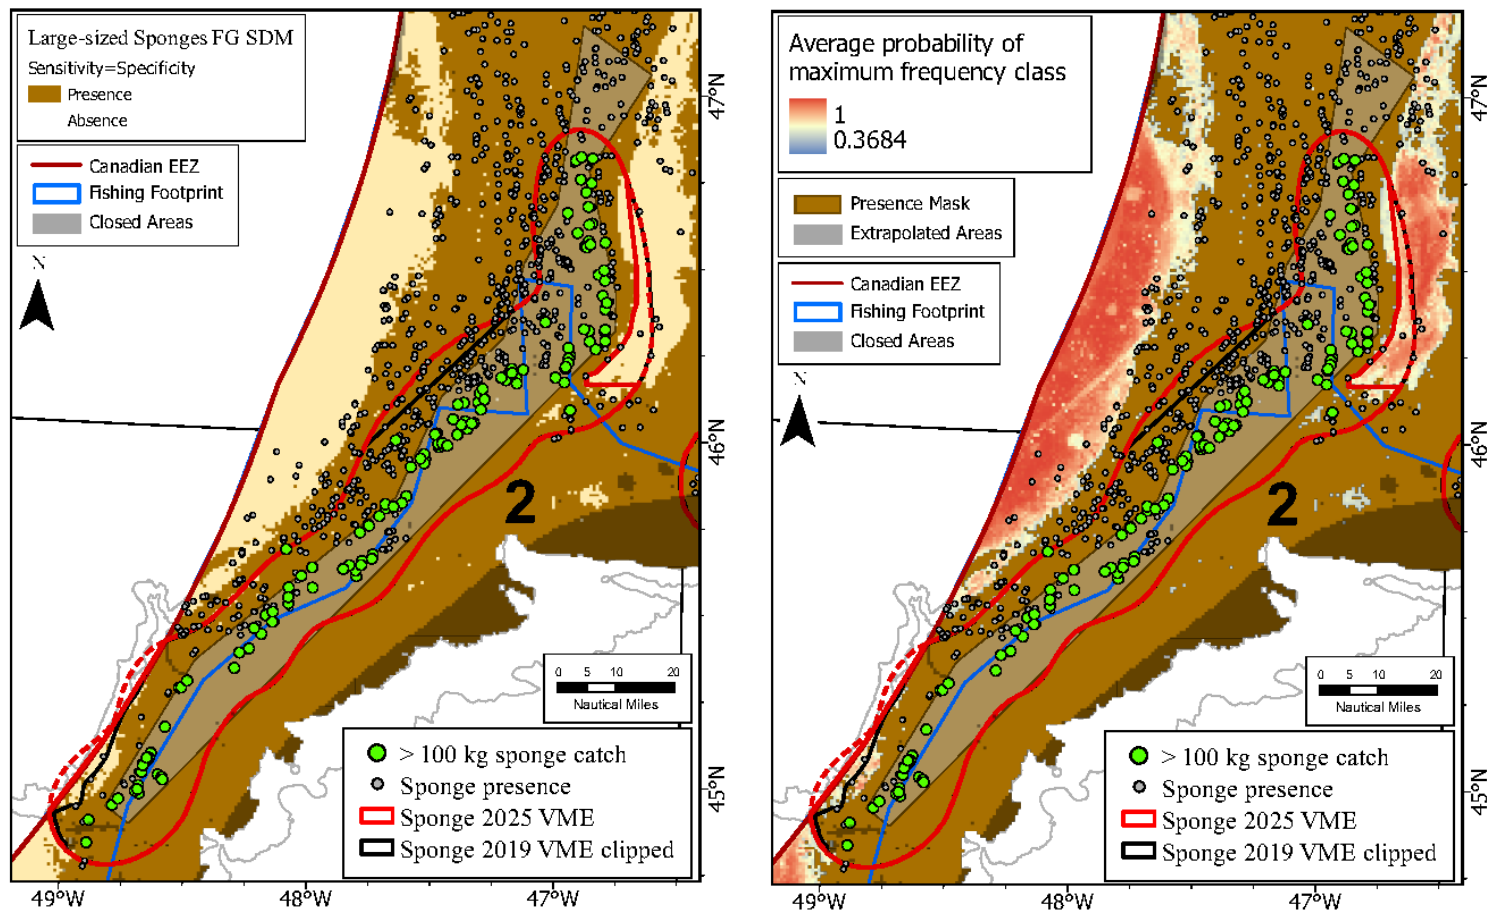 Large-sized Sponges FG SDM
Sensitivity=Specificity
Presence
Absence
Canadian EEZ
Fishing Footprint
Closed Areas
N
2
0 5 10 20
Nautical Miles
> 100 kg sponge catch
Sponge presence
Sponge 2025 VME
Sponge 2019 VME clipped
47°N
46°N
45°N
49°W 48°W 47°W
Average probability of
maximum frequency class
1
0.3684
Presence Mask
Extrapolated Areas
Canadian EEZ
Fishing Footprint
Closed Areas
N
2
0 5 10 20
Nautical Miles
> 100 kg sponge catch
Sponge presence
Sponge 2025 VME
Sponge 2019 VME clipped
47°N
46°N
45°N
49°W 48°W 47°W